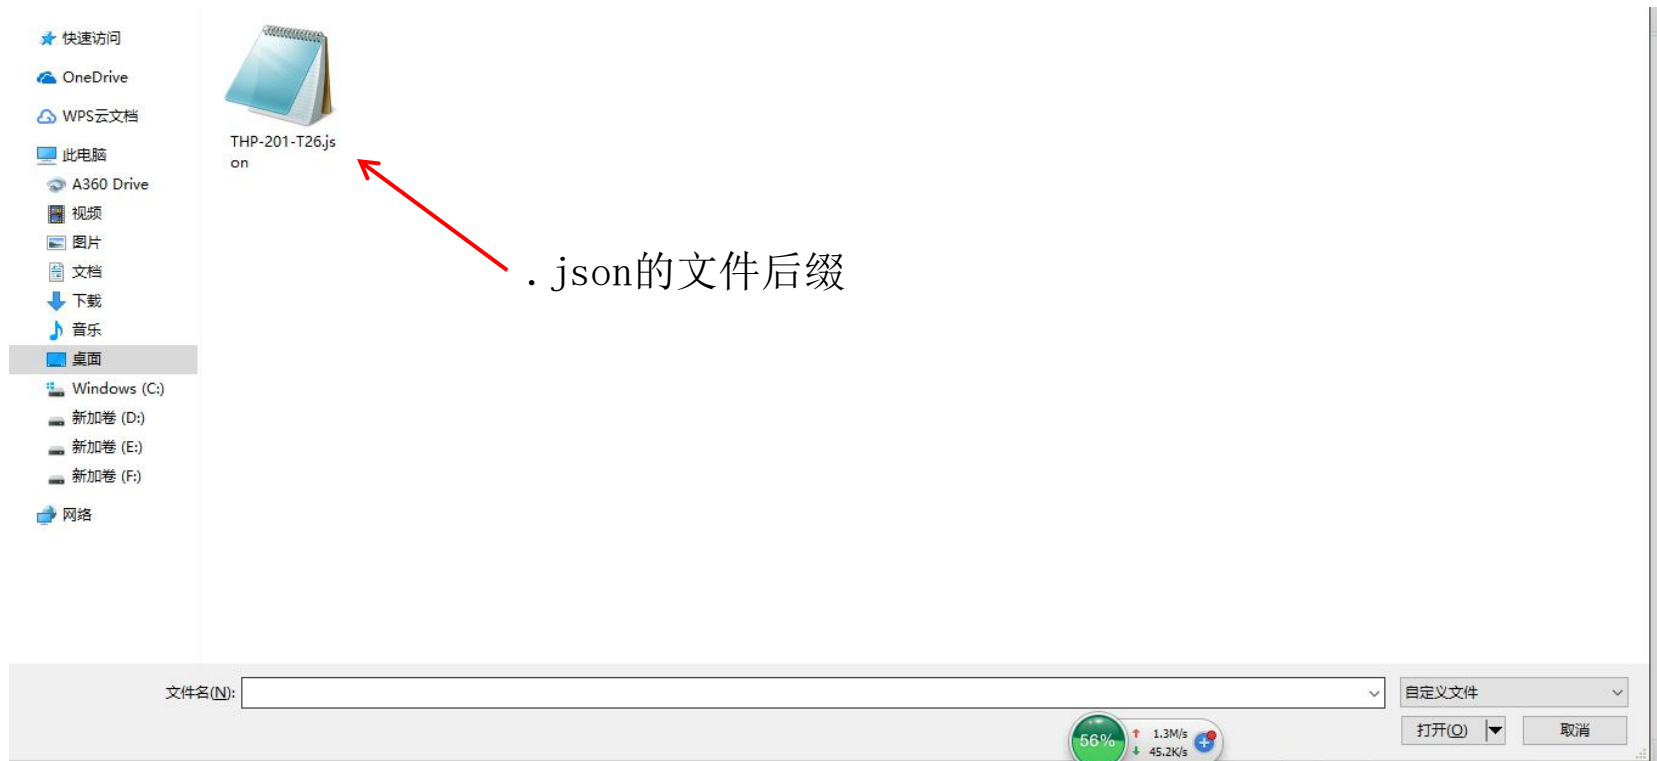 快速访问
OneDrive
WPS云文档
此电脑
A360 Drive
视频
图片
文档
下载
音乐
桌面
Windows (C:)
新加卷 (D:)
新加卷 (E:)
新加卷 (F:)
网络
THP-201-T26.js
on
.json的文件后缀
文件名(N):
自定义文件
打开(O)
取消
56%
1.3M/s
45.2K/s